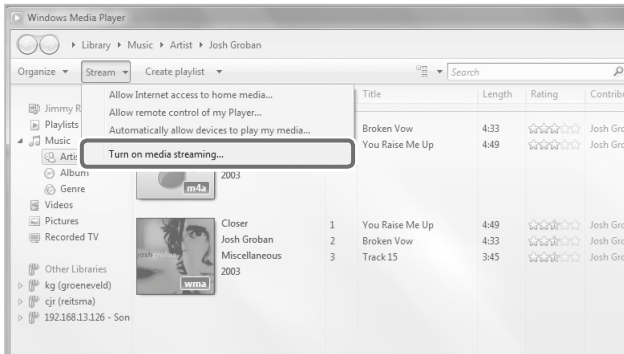 Windows Media Player
Library Music Artist Josh Groban
Organize Stream Create playlist Search
Allow Internet access to home media...
Allow remote control of my Player...
Automatically allow devices to play my media...
Turn on media streaming...
Title Length Rating Contribu
Jimmy R
Playlists
Music
Artis
Album
Genre
Videos
Pictures
Recorded TV
Other Libraries
kg (groeneveld)
cjr (reitsma)
192.168.13.126 - Son
Broken Vow 4:33 Josh Gro
You Raise Me Up 4:49 Josh Gro
2003
m4a
Closer 1 You Raise Me Up 4:49 Josh Gro
Josh Groban 2 Broken Vow 4:33 Josh Gro
Miscellaneous 3 Track 15 3:45 Josh Gro
2003
wma